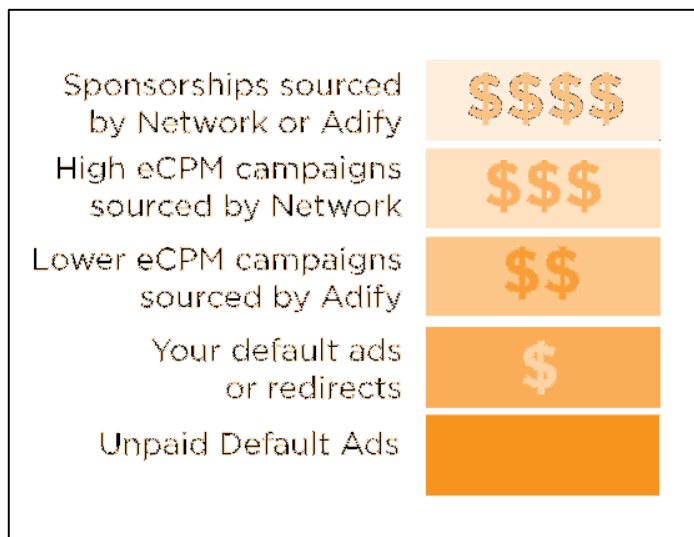 Sponsorships sourced $$$$
by Network or Adify
High eCPM campaigns $$$
sourced by Network
Lower eCPM campaigns $$
sourced by Adify
Your default ads $
or redirects
Unpaid Default Ads